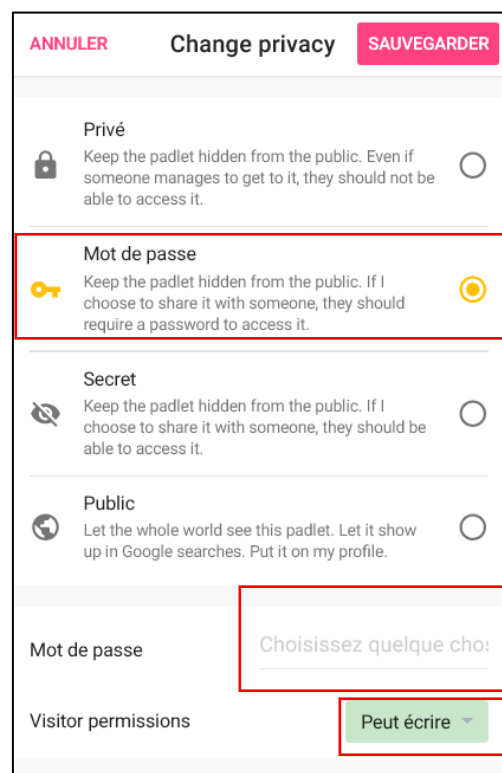 ANNULER Change privacy SAUVEGARDER
Privé
Keep the padlet hidden from the public. Even if
someone manages to get to it, they should not be
able to access it.
Mot de passe
Keep the padlet hidden from the public. If I
choose to share it with someone, they should
require a password to access it.
Secret
Keep the padlet hidden from the public. If I
choose to share it with someone, they should be
able to access it.
Public
Let the whole world see this padlet. Let it show
up in Google searches. Put it on my profile.
Mot de passe Choisissez quelque
Visitor permissions Peut écrire